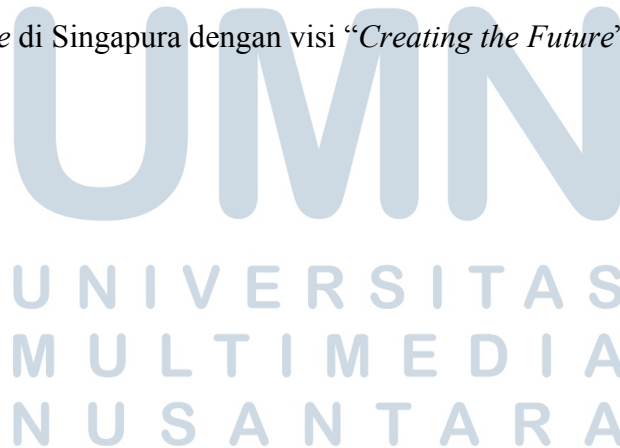 e di Singapura dengan visi “Creating the Future”
UMN
UNIVERSITAS
MULTIMEDIA
NUSANTARA